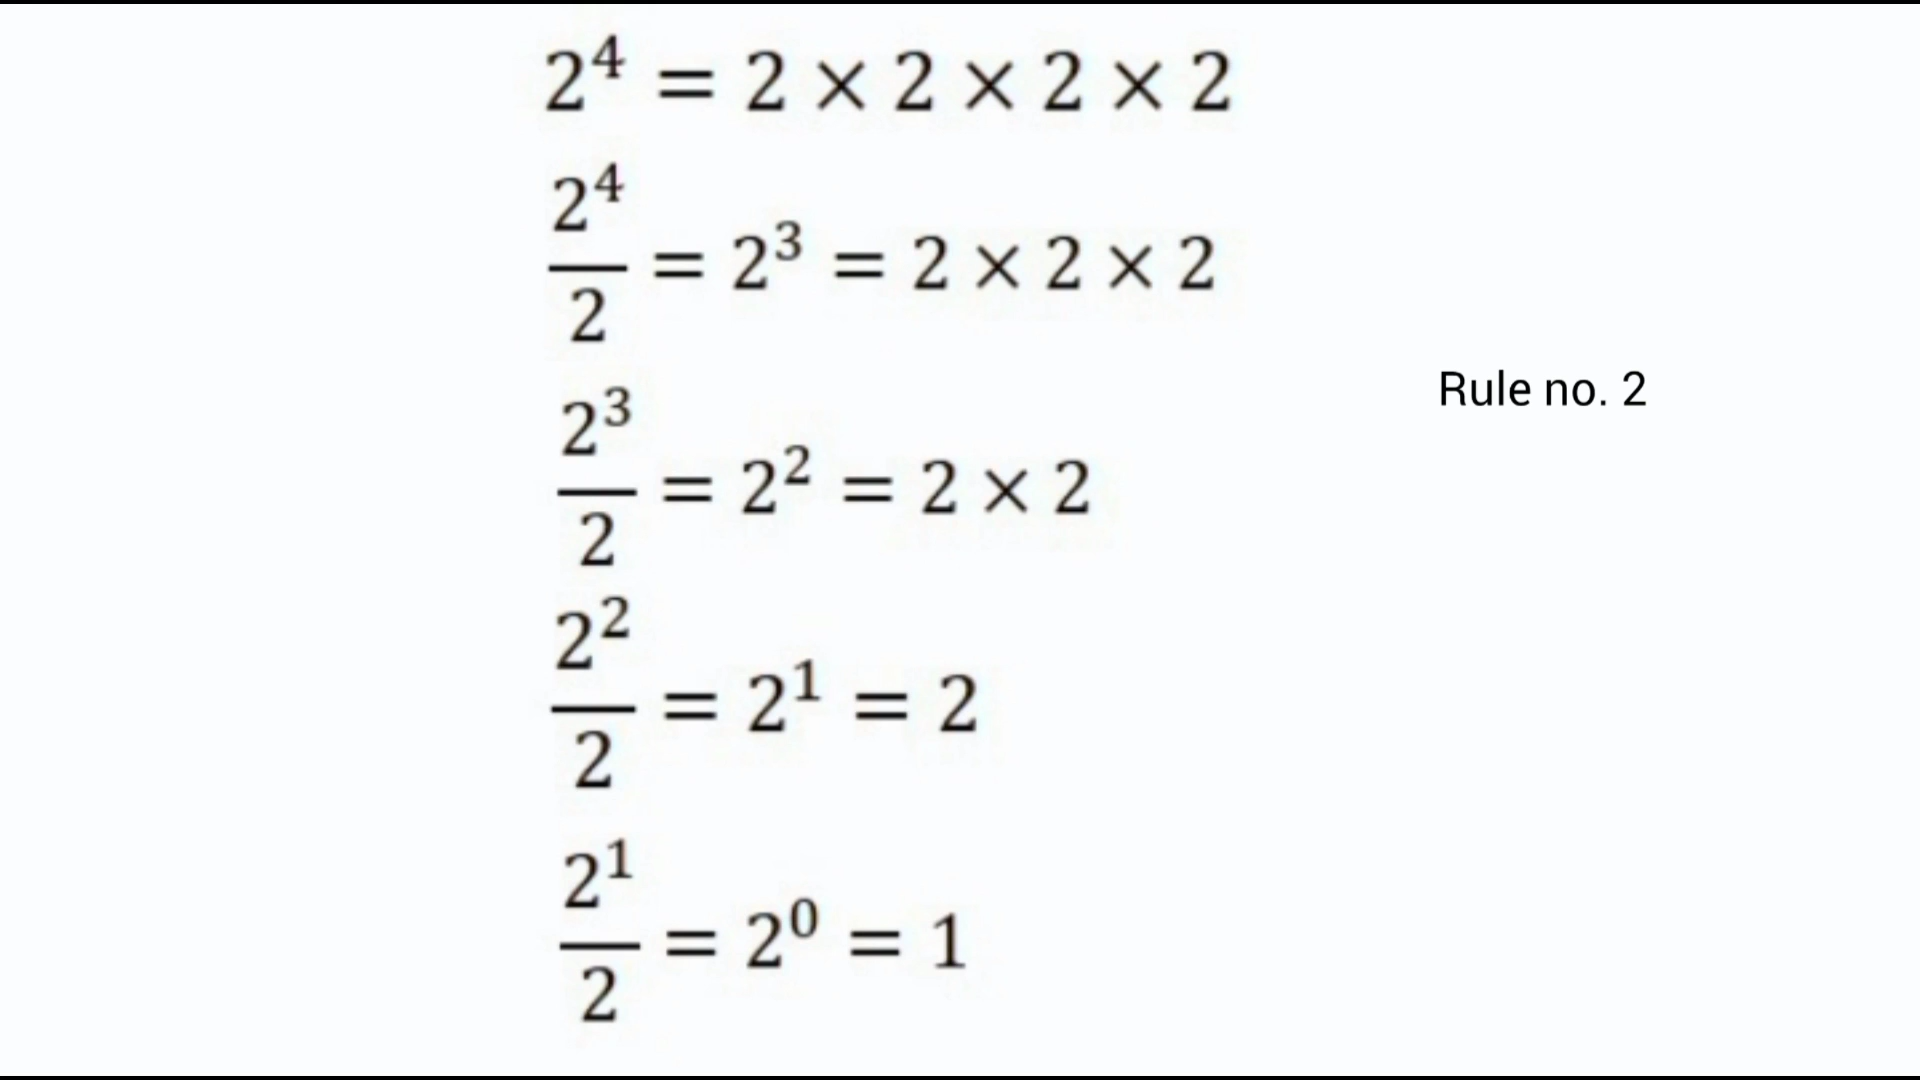 2⁴ = 2 × 2 × 2 × 2
2⁴/2 = 2³ = 2 × 2 × 2
Rule no. 2
2³/2 = 2² = 2 × 2
2²/2 = 2¹ = 2
2¹/2 = 2⁰ = 1